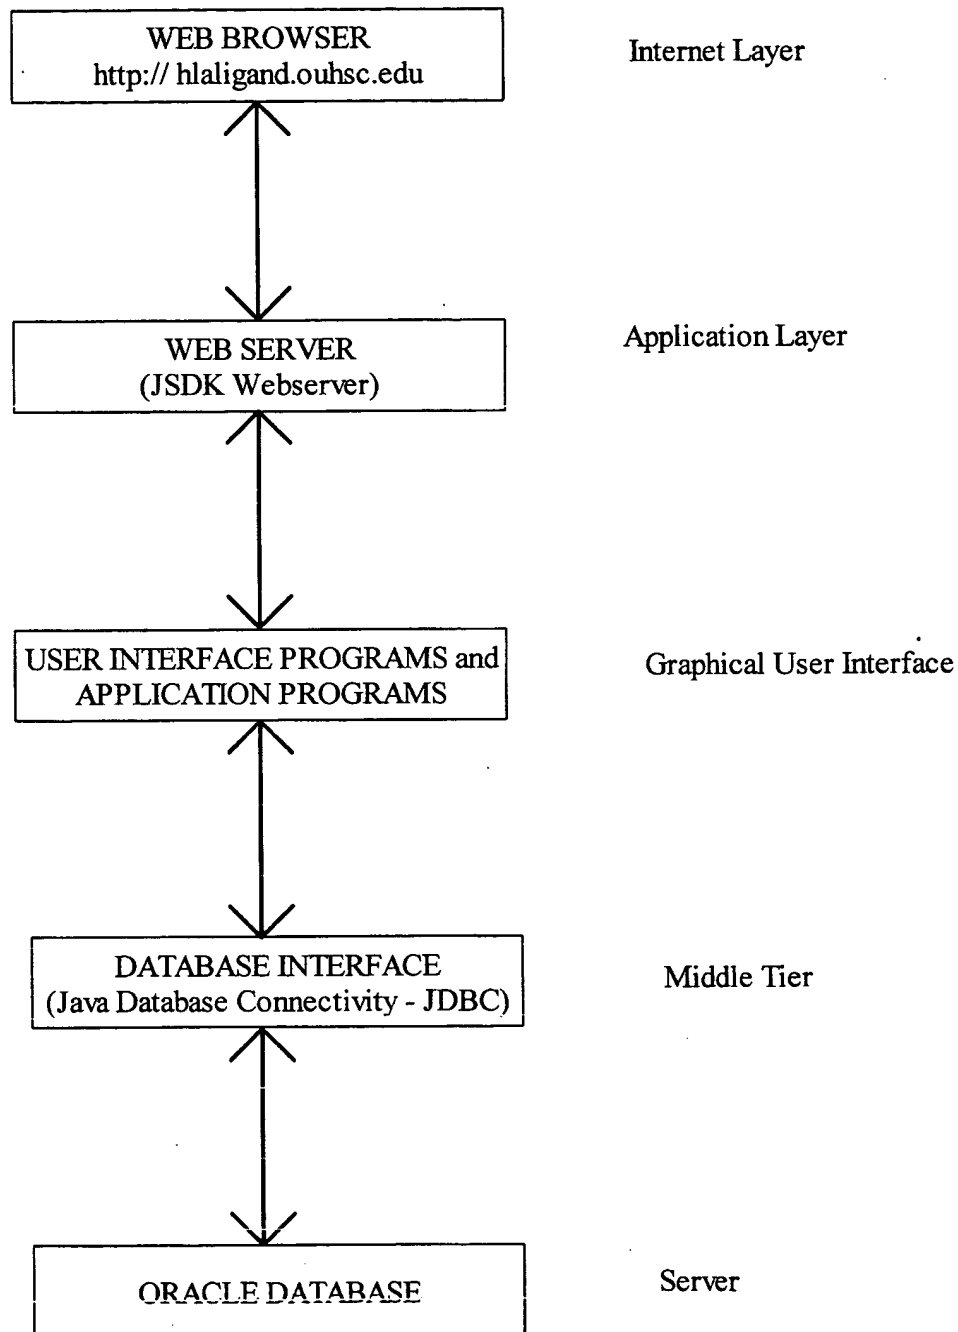 WEB BROWSER
http:// hlaligand.ouhsc.edu
Internet Layer
WEB SERVER
(JSDK Webserver)
Application Layer
USER INTERFACE PROGRAMS and
APPLICATION PROGRAMS
Graphical User Interface
DATABASE INTERFACE
(Java Database Connectivity - JDBC)
Middle Tier
ORACLE DATABASE
Server